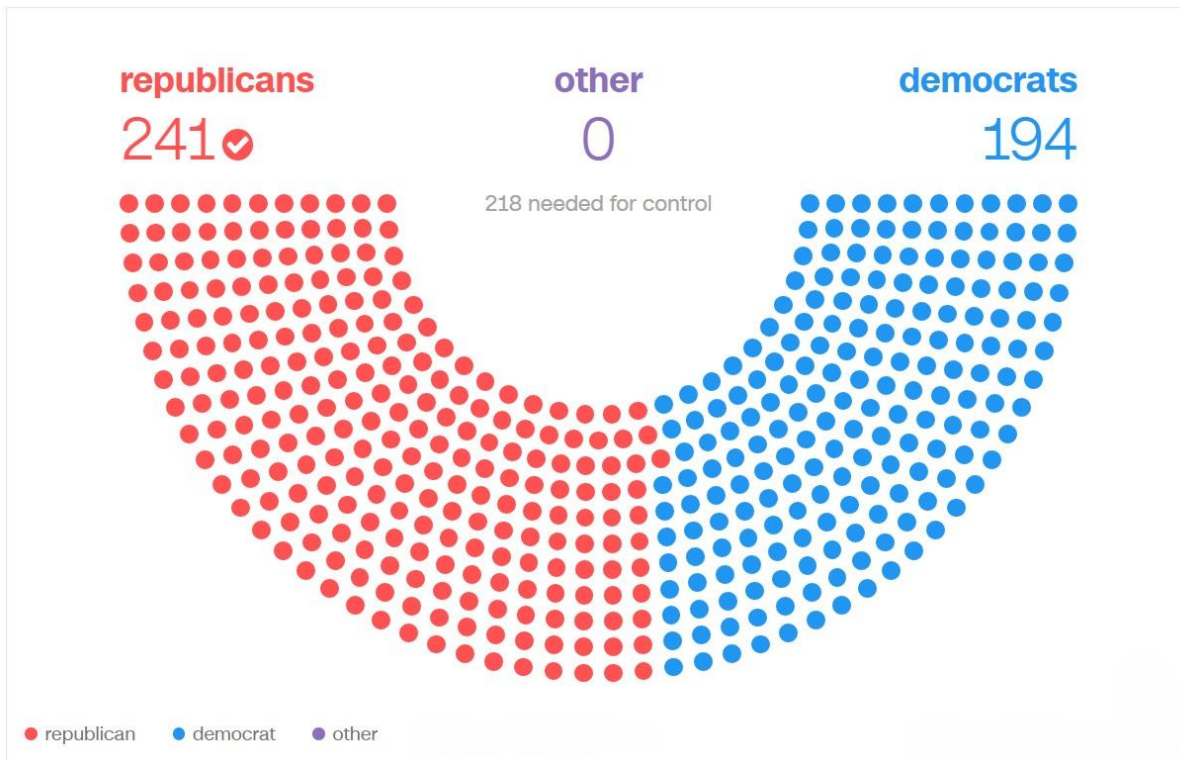 republicans other democrats
241 0 194
218 needed for control
republican democrat other